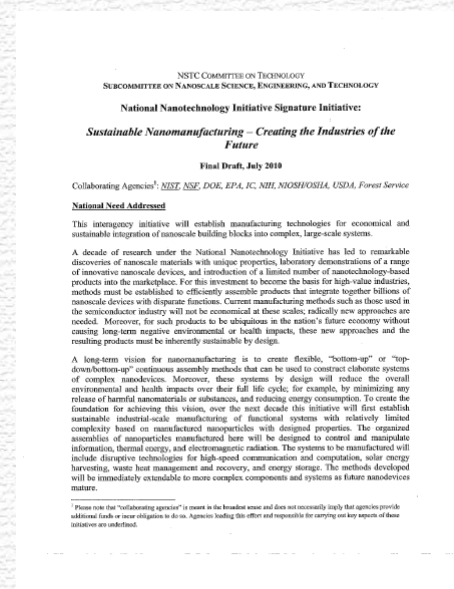 NSTC COMMITTEE ON TECHNOLOGY
SUBCOMMITTEE ON NANOSCALE SCIENCE, ENGINEERING, AND TECHNOLOGY
National Nanotechnology Initiative Signature Initiative:
Sustainable Nanomanufacturing – Creating the Industries of the
Future
Final Draft, July 2010
Collaborating Agencies¹: NIST, NSF, DOE, EPA, IC, NIH, NIOSH/OSHA, USDA, Forest Service
National Need Addressed
This interagency initiative will establish manufacturing technologies for economical and
sustainable integration of nanoscale building blocks into complex, large-scale systems.
A decade of research under the National Nanotechnology Initiative has led to remarkable
discoveries of nanoscale materials with unique properties, laboratory demonstrations of a range
of innovative nanoscale devices, and introduction of a limited number of nanotechnology-based
products into the marketplace. For this investment to become the basis for high-value industries,
methods must be established to efficiently assemble products that integrate together billions of
nanoscale devices with disparate functions. Current manufacturing methods such as those used in
the semiconductor industry will not be economical at these scales; radically new approaches are
needed. Moreover, for such products to be ubiquitous in the nation's future economy without
causing long-term negative environmental or health impacts, these new approaches and the
resulting products must be inherently sustainable by design.
A long-term vision for nanomanufacturing is to create flexible, "bottom-up" or "top-
down/bottom-up" continuous assembly methods that can be used to construct elaborate systems
of complex nanodevices. Moreover, these systems by design will reduce the overall
environmental and health impacts over their full life cycle; for example, by minimizing any
release of harmful nanomaterials or substances, and reducing energy consumption. To create the
foundation for achieving this vision, over the next decade this initiative will first establish
sustainable industrial-scale manufacturing of functional systems with relatively limited
complexity based on manufactured nanoparticles with designed properties. The organized
assemblies of nanoparticles manufactured here will be designed to control and manipulate
information, thermal energy, and electromagnetic radiation. The systems to be manufactured will
include disruptive technologies for high-speed communication and computation, solar energy
harvesting, waste heat management and recovery, and energy storage. The methods developed
will be immediately extendable to more complex components and systems as future nanodevices
mature.
¹ Please note that "collaborating agencies" is meant in the broadest sense and does not necessarily imply that agencies provide
additional funds or incur obligation to do so. Agencies leading this effort and responsible for carrying out key aspects of these
initiatives are underlined.